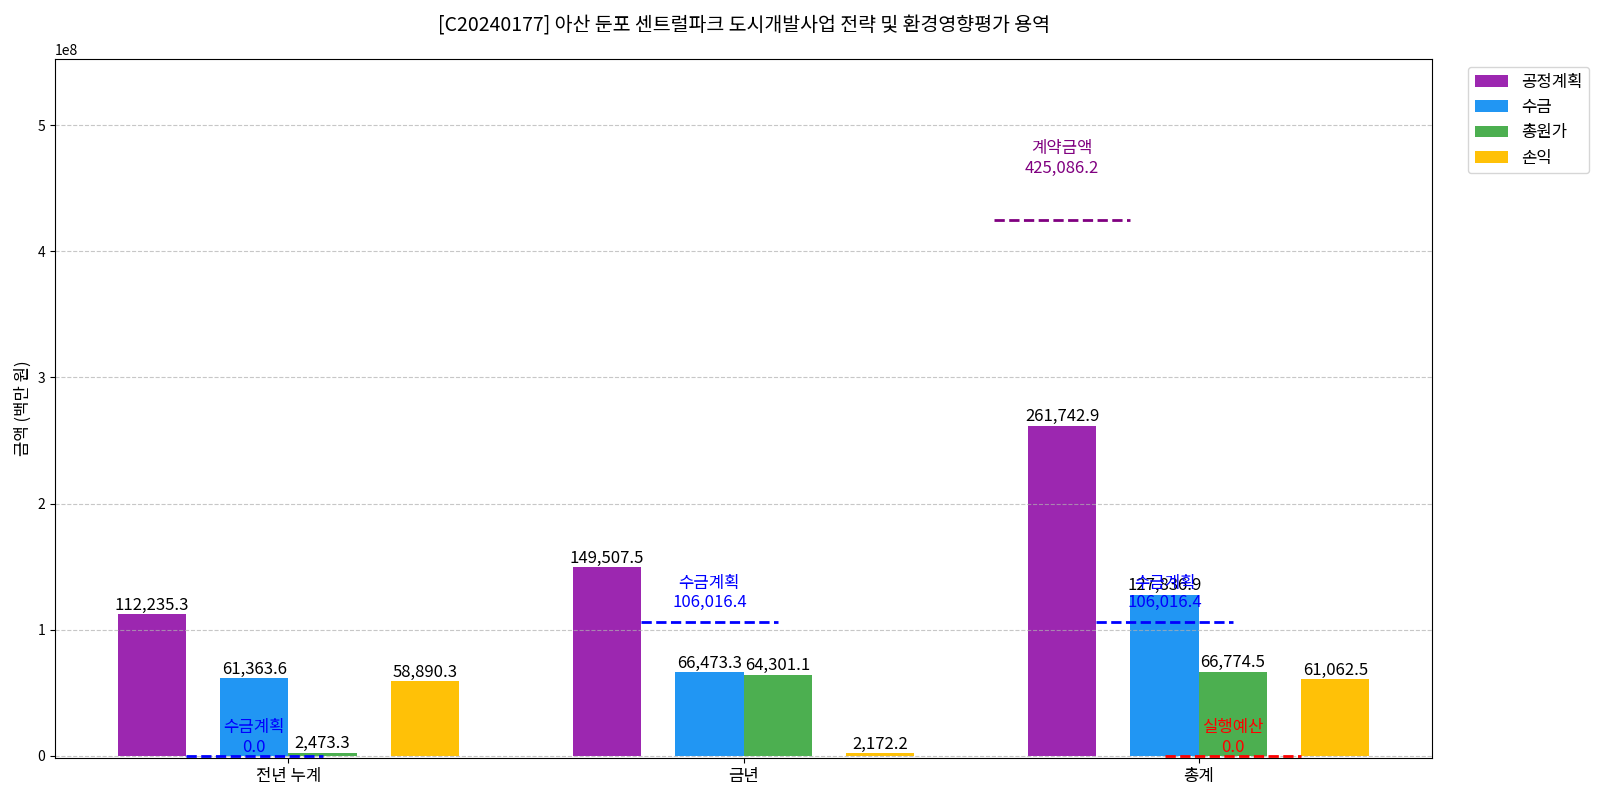 [C20240177] 아산 둔포 센트럴파크 도시개발사업 전략 및 환경영향평가 용역
1e8
공정계획
수금
총원가
손익
5
4
3
2
1
0
금액 (백만 원)
계약금액
425,086.2
261,742.9
149,507.5
수금계획
106,016.4
127,836.9
수금계획
106,016.4
112,235.3
61,363.6
58,890.3
66,473.3
64,301.1
66,774.5
61,062.5
수금계획
0.0
2,473.3
2,172.2
실행예산
0.0
전년 누계
금년
총계